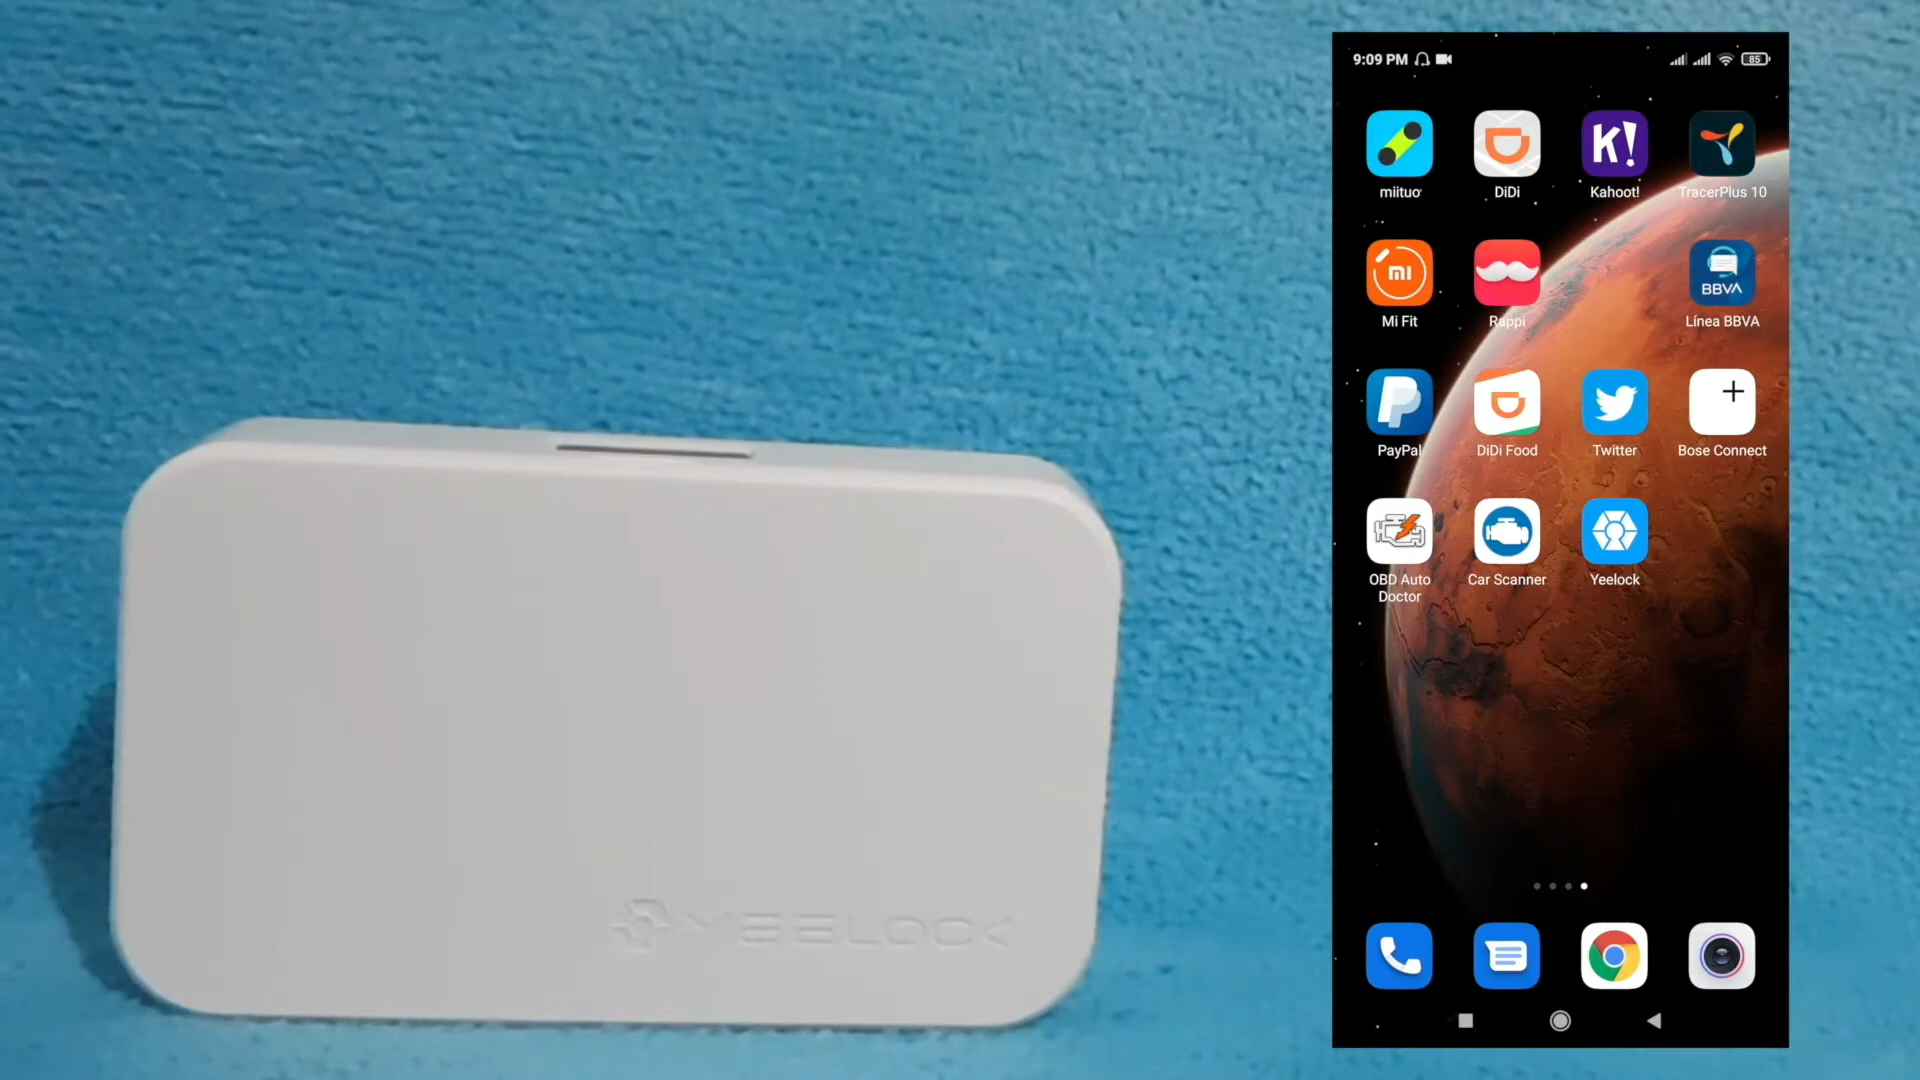 YEELOCK
9:09 PM
85
miituo
DiDi
K!
Kahoot!
TracerPlus 10
mi
Mi Fit
Rappi
BBVA
Línea BBVA
PayPal
DiDi Food
Twitter
Bose Connect
OBD Auto
Doctor
Car Scanner
Yeelock